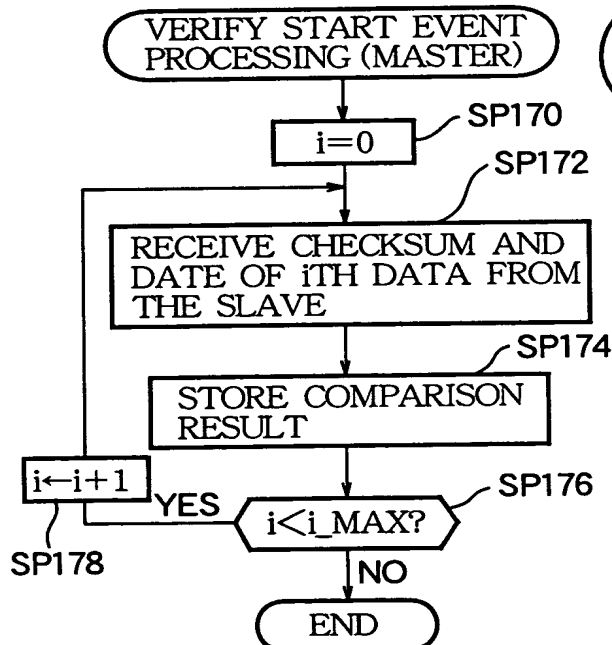 VERIFY START EVENT
PROCESSING (MASTER)
SP170
i=0
SP172
RECEIVE CHECKSUM AND
DATE OF iTH DATA FROM
THE SLAVE
SP174
STORE COMPARISON
RESULT
i←i+1
YES
SP176
i<i_MAX?
SP178
NO
END